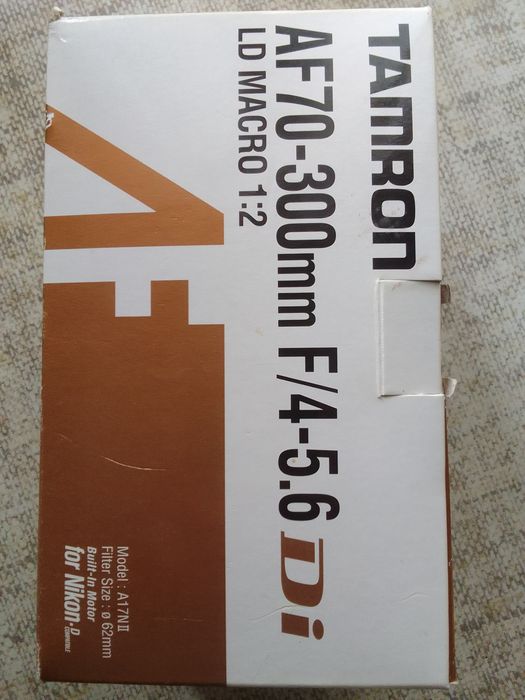 TAMRON
AF70-300mm F/4-5.6 Di
LD MACRO 1:2
AF
Model : A17NII
Filter Size : ø 62mm
Built-In Motor
for Nikon-D
COMPATIBLE